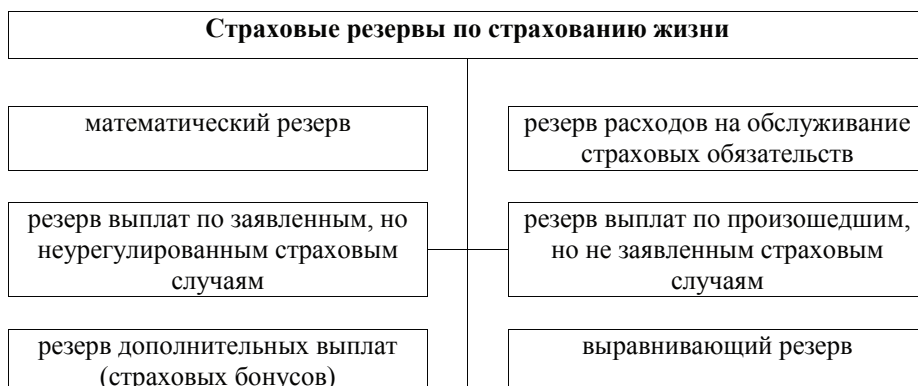 Страховые резервы по страхованию жизни
математический резерв
резерв расходов на обслуживание
страховых обязательств
резерв выплат по заявленным, но
неурегулированным страховым
случаям
резерв выплат по произошедшим,
но не заявленным страховым
случаям
резерв дополнительных выплат
(страховых бонусов)
выравнивающий резерв